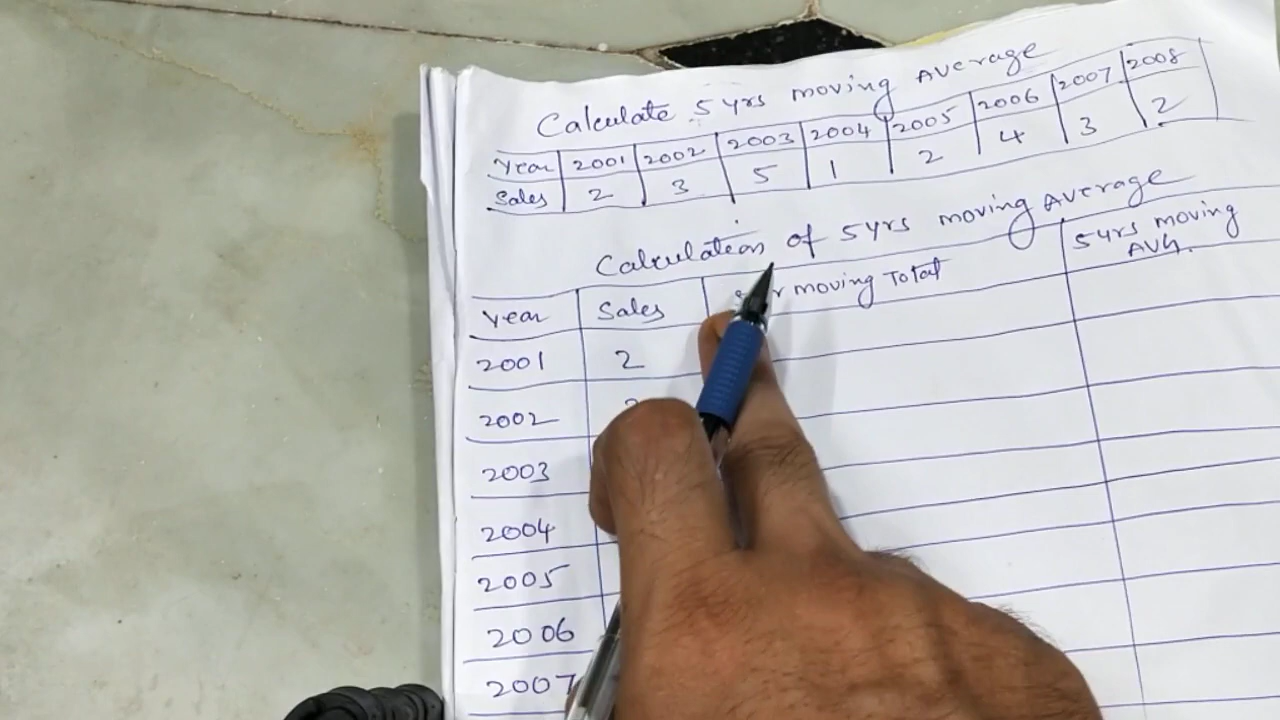 Calculate 5 yrs moving Average
Year 2001 2002 2003 2004 2005 2006 2007 2008
Sales 2 3 5 1 2 4 3 2
Calculation of 5 yrs moving Average
Year Sales moving Total 5 yrs moving AVG.
2001 2
2002
2003
2004
2005
2006
2007